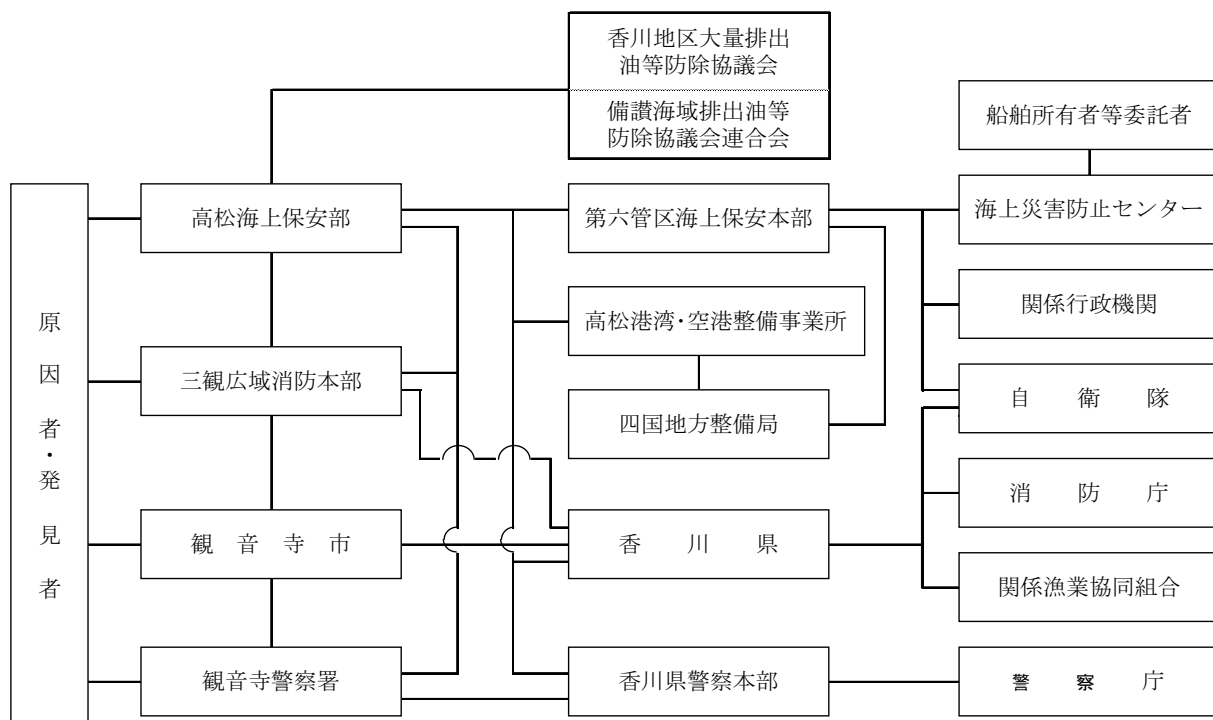 香川地区大量排出
油等防除協議会
備讃海域排出油等
防除協議会連合会
船舶所有者等委託者
高松海上保安部
第六管区海上保安本部
海上災害防止センター
原因者・発見者
高松港湾・空港整備事業所
関係行政機関
三観広域消防本部
四国地方整備局
自衛隊
消防庁
観音寺市
香川県
関係漁業協同組合
観音寺警察署
香川県警察本部
警察庁